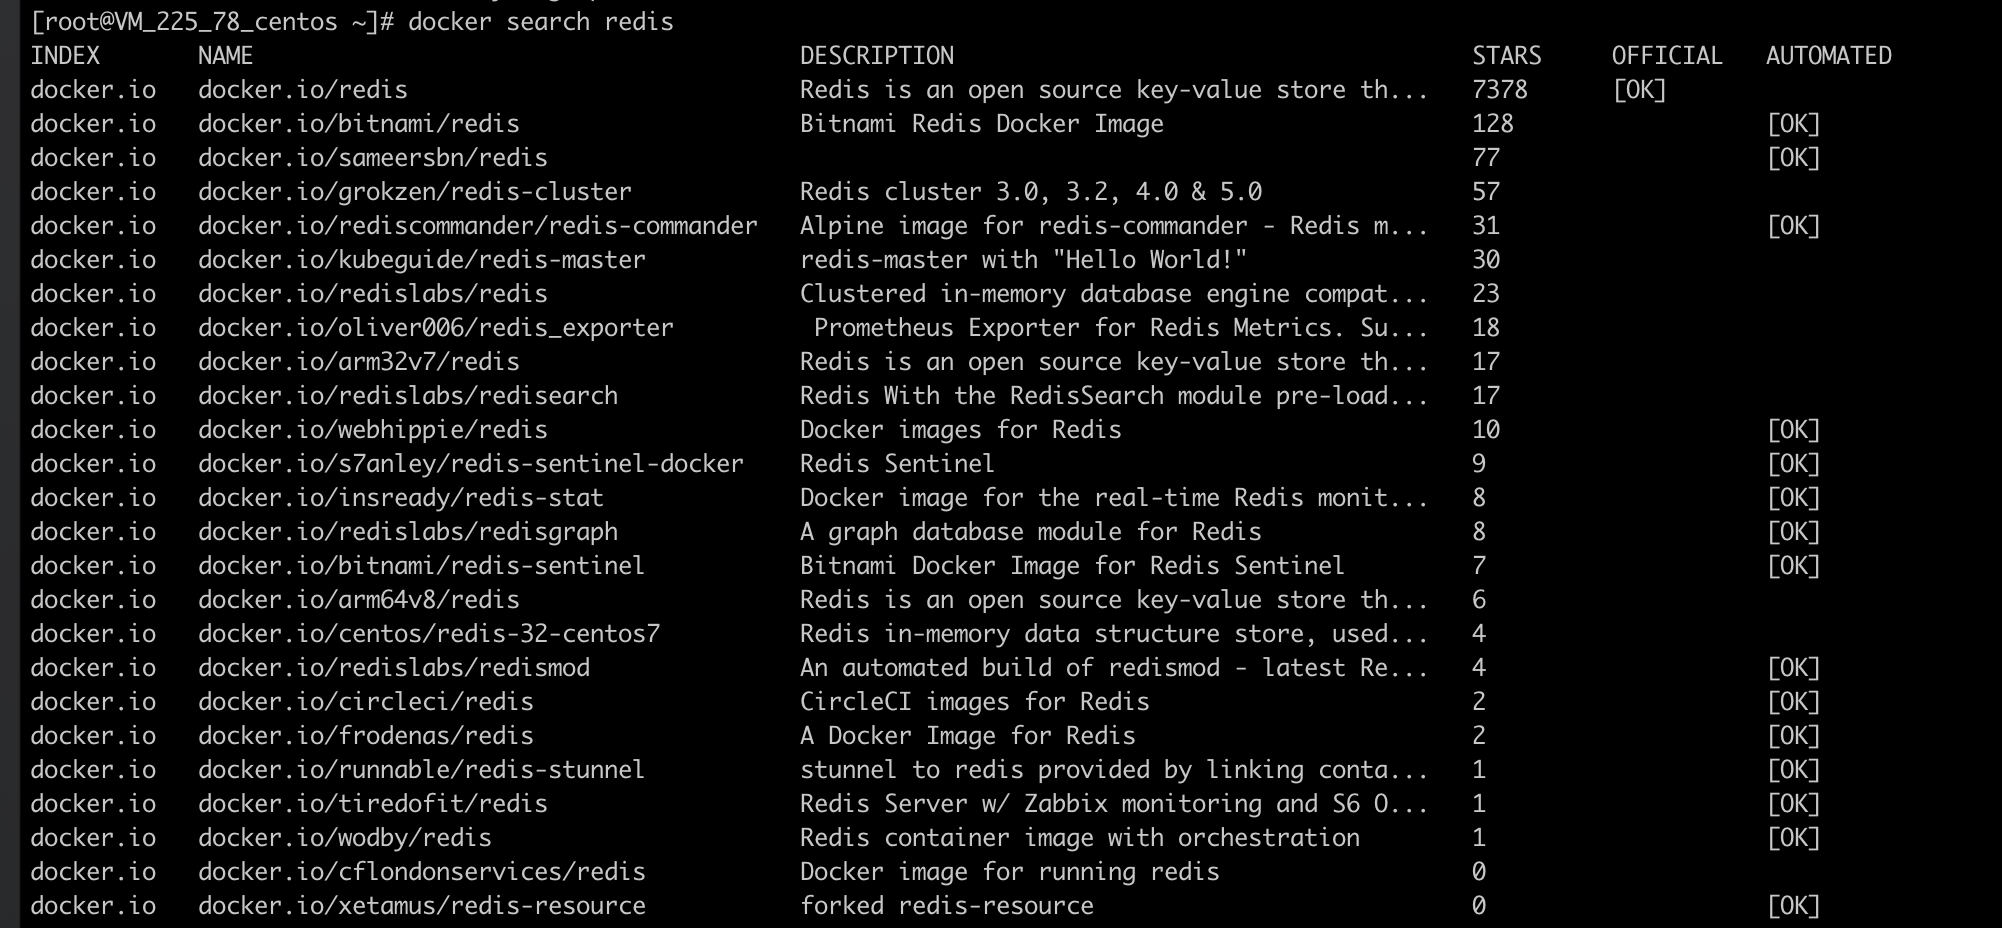 [root@VM_225_78_centos ~]# docker search redis
INDEX NAME DESCRIPTION STARS OFFICIAL AUTOMATED
docker.io docker.io/redis Redis is an open source key-value store th... 7378 [OK]
docker.io docker.io/bitnami/redis Bitnami Redis Docker Image 128 [OK]
docker.io docker.io/sameersbn/redis 77 [OK]
docker.io docker.io/grokzen/redis-cluster Redis cluster 3.0, 3.2, 4.0 & 5.0 57
docker.io docker.io/rediscommander/redis-commander Alpine image for redis-commander - Redis m... 31 [OK]
docker.io docker.io/kubeguide/redis-master redis-master with "Hello World!" 30
docker.io docker.io/redislabs/redis Clustered in-memory database engine compat... 23
docker.io docker.io/oliver006/redis_exporter Prometheus Exporter for Redis Metrics. Su... 18
docker.io docker.io/arm32v7/redis Redis is an open source key-value store th... 17
docker.io docker.io/redislabs/redisearch Redis With the RedisSearch module pre-load... 17
docker.io docker.io/webhippie/redis Docker images for Redis 10 [OK]
docker.io docker.io/s7anley/redis-sentinel-docker Redis Sentinel 9 [OK]
docker.io docker.io/insready/redis-stat Docker image for the real-time Redis monit... 8 [OK]
docker.io docker.io/redislabs/redisgraph A graph database module for Redis 8 [OK]
docker.io docker.io/bitnami/redis-sentinel Bitnami Docker Image for Redis Sentinel 7 [OK]
docker.io docker.io/arm64v8/redis Redis is an open source key-value store th... 6
docker.io docker.io/centos/redis-32-centos7 Redis in-memory data structure store, used... 4
docker.io docker.io/redislabs/redismod An automated build of redismod - latest Re... 4 [OK]
docker.io docker.io/circleci/redis CircleCI images for Redis 2 [OK]
docker.io docker.io/frodenas/redis A Docker Image for Redis 2 [OK]
docker.io docker.io/runnable/redis-stunnel stunnel to redis provided by linking conta... 1 [OK]
docker.io docker.io/tiredofit/redis Redis Server w/ Zabbix monitoring and S6 O... 1 [OK]
docker.io docker.io/wodby/redis Redis container image with orchestration 1 [OK]
docker.io docker.io/cflondonservices/redis Docker image for running redis 0
docker.io docker.io/xetamus/redis-resource forked redis-resource 0 [OK]